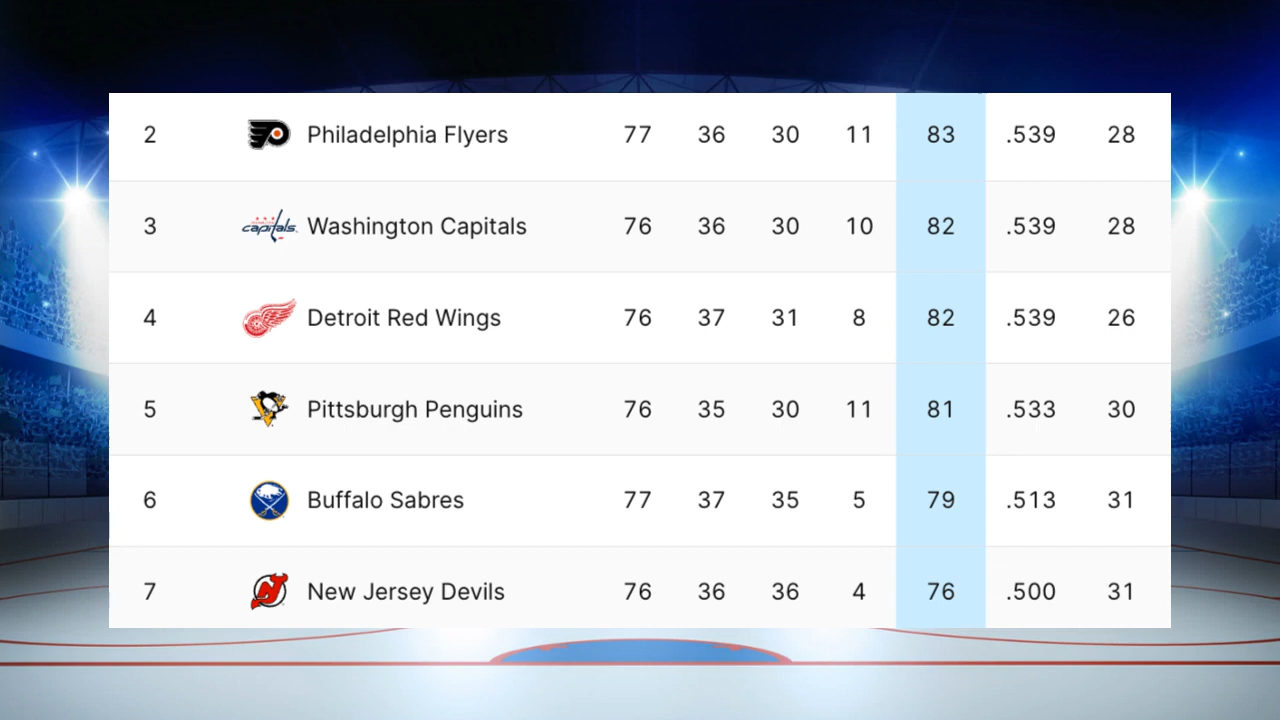 2 Philadelphia Flyers 77 36 30 11 83 .539 28
3 capitals Washington Capitals 76 36 30 10 82 .539 28
4 Detroit Red Wings 76 37 31 8 82 .539 26
5 Pittsburgh Penguins 76 35 30 11 81 .533 30
6 Buffalo Sabres 77 37 35 5 79 .513 31
7 New Jersey Devils 76 36 36 4 76 .500 31